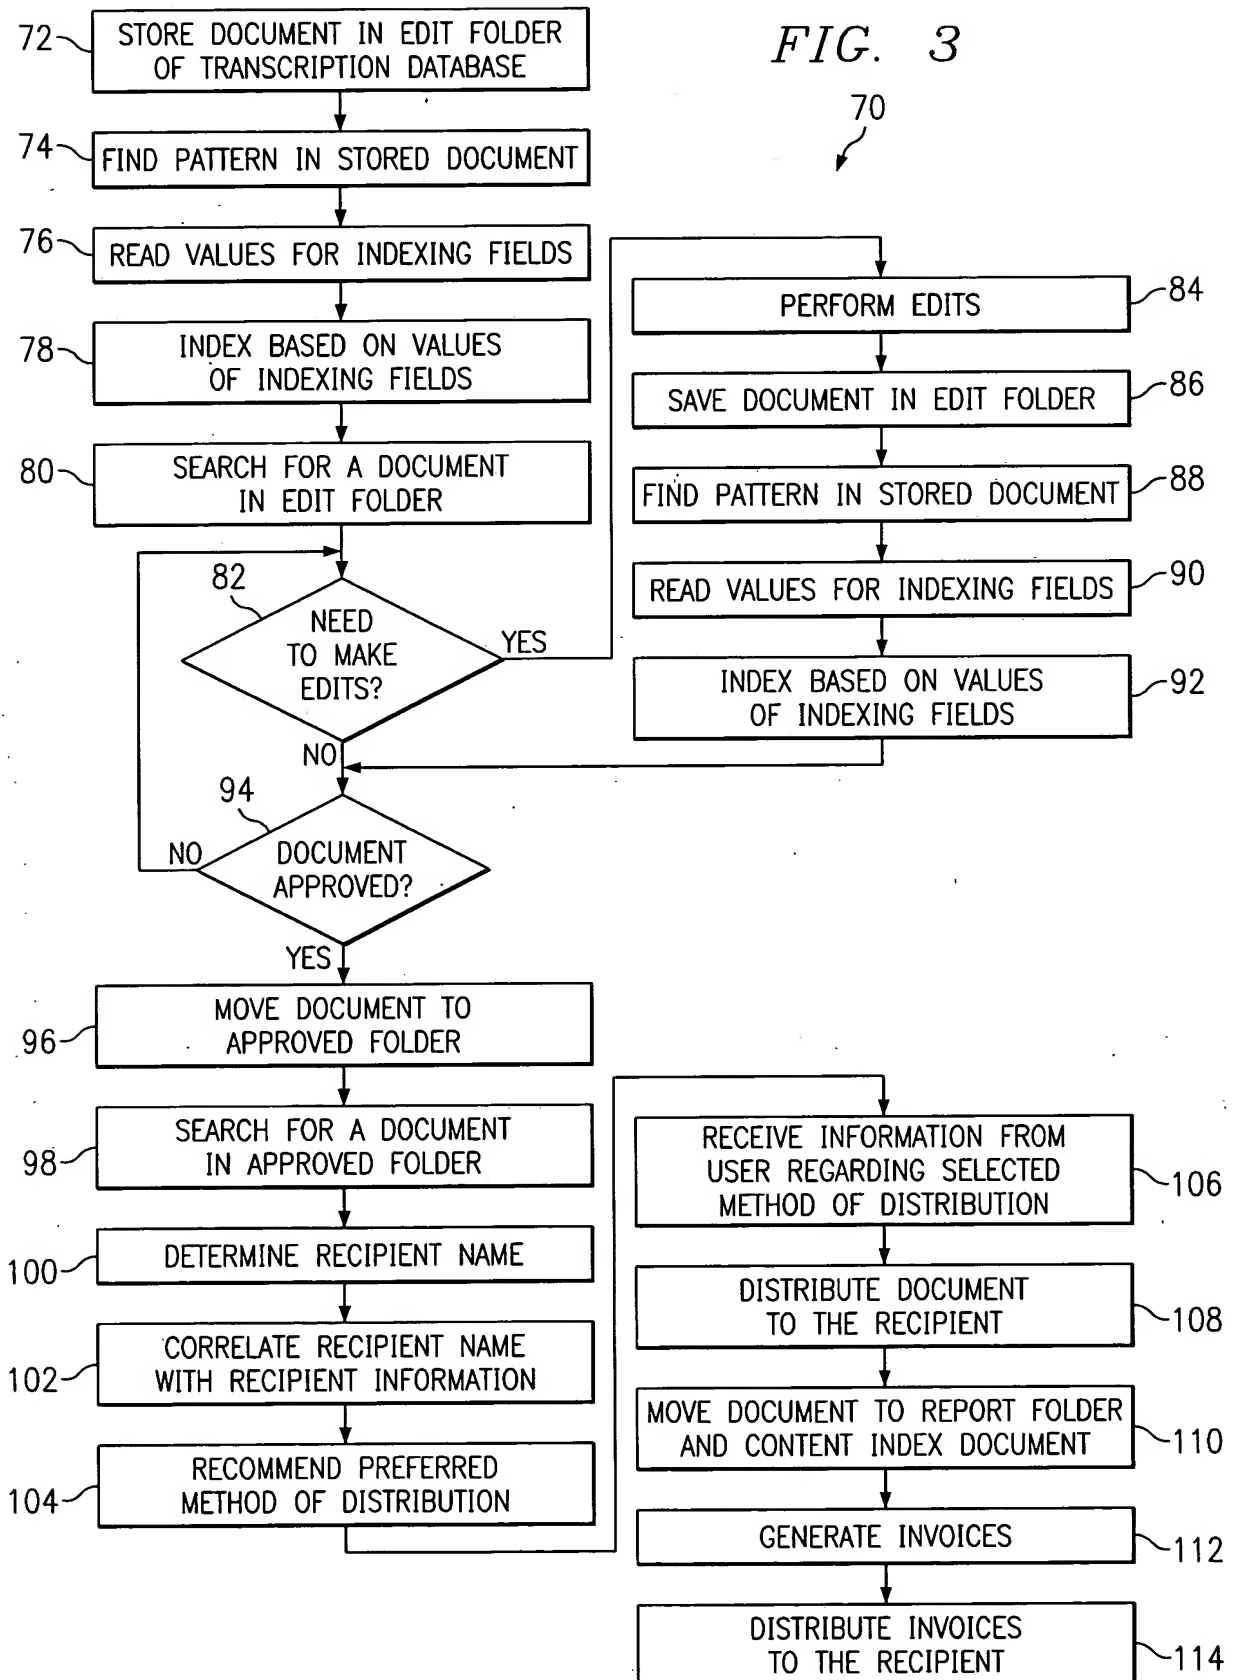 FIG. 3
70
72
STORE DOCUMENT IN EDIT FOLDER
OF TRANSCRIPTION DATABASE
74
FIND PATTERN IN STORED DOCUMENT
76
READ VALUES FOR INDEXING FIELDS
78
INDEX BASED ON VALUES
OF INDEXING FIELDS
80
SEARCH FOR A DOCUMENT
IN EDIT FOLDER
82
NEED
TO MAKE
EDITS?
YES
NO
84
PERFORM EDITS
86
SAVE DOCUMENT IN EDIT FOLDER
88
FIND PATTERN IN STORED DOCUMENT
90
READ VALUES FOR INDEXING FIELDS
92
INDEX BASED ON VALUES
OF INDEXING FIELDS
94
DOCUMENT
APPROVED?
NO
YES
96
MOVE DOCUMENT TO
APPROVED FOLDER
98
SEARCH FOR A DOCUMENT
IN APPROVED FOLDER
100
DETERMINE RECIPIENT NAME
102
CORRELATE RECIPIENT NAME
WITH RECIPIENT INFORMATION
104
RECOMMEND PREFERRED
METHOD OF DISTRIBUTION
106
RECEIVE INFORMATION FROM
USER REGARDING SELECTED
METHOD OF DISTRIBUTION
108
DISTRIBUTE DOCUMENT
TO THE RECIPIENT
110
MOVE DOCUMENT TO REPORT FOLDER
AND CONTENT INDEX DOCUMENT
112
GENERATE INVOICES
114
DISTRIBUTE INVOICES
TO THE RECIPIENT